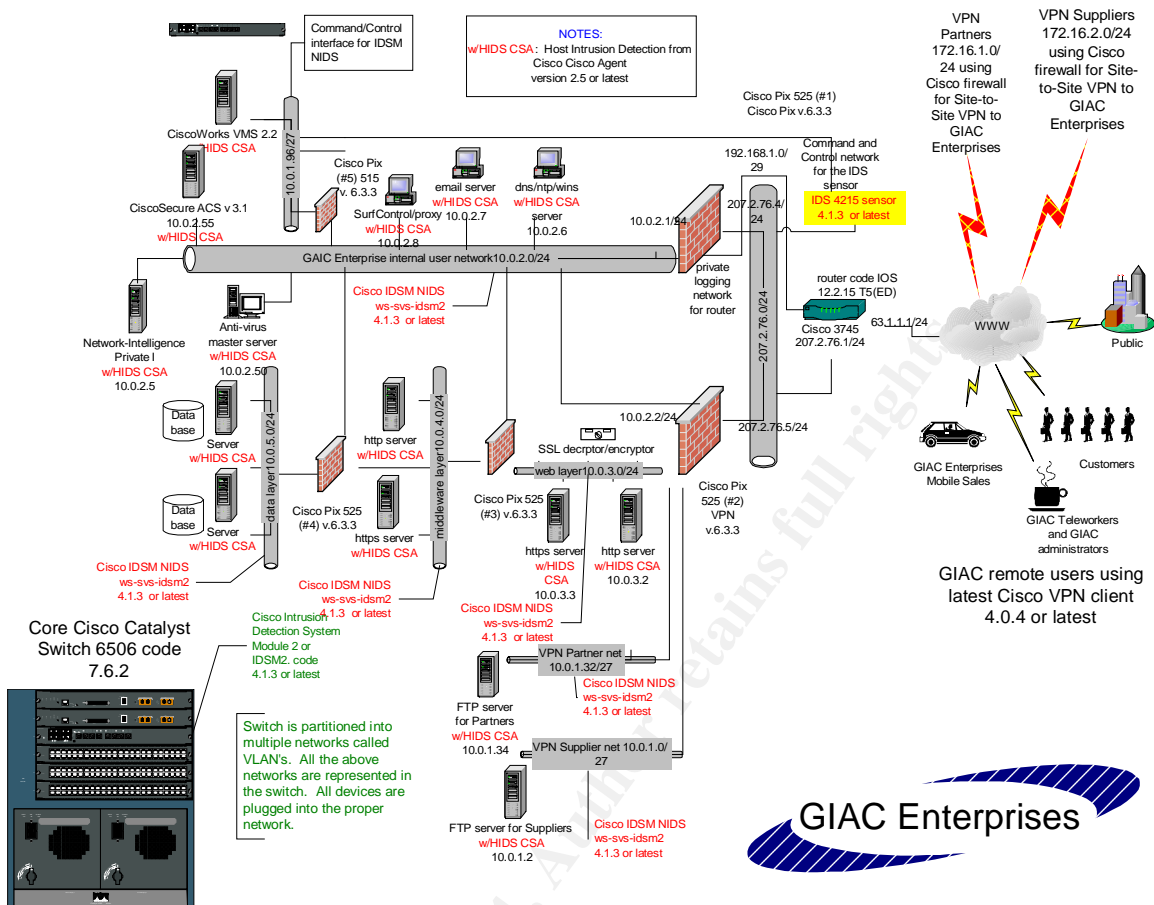 Command/Control
interface for IDSM
NIDS
NOTES:
w/HIDS CSA : Host Intrusion Detection from
Cisco Cisco Agent
version 2.5 or latest
VPN
Partners
172.16.1.0/
24 using
Cisco firewall
for Site-to-
Site VPN to
GIAC
Enterprises
VPN Suppliers
172.16.2.0/24
using Cisco
firewall for Site-
to-Site VPN to
GIAC
Enterprises
CiscoWorks VMS 2.2
HIDS CSA
10.0.1.96/27
CiscoSecure ACS v 3.1
10.0.2.55
w/HIDS CSA
Cisco Pix
(#5) 515
v. 6.3.3
SurfControl/proxy
w/HIDS CSA
10.0.2.8
email server
w/HIDS CSA
10.0.2.7
dns/ntp/wins
w/HIDS CSA
server
10.0.2.6
Cisco Pix 525 (#1)
Cisco Pix v.6.3.3
192.168.1.0/
29
Command and
Control network
for the IDS
sensor
IDS 4215 sensor
4.1.3 or latest
207.2.76.4/
24
10.0.2.1/24
GAIC Enterprise internal user network10.0.2.0/24
private
logging
network
for router
207.2.76.0/24
router code IOS
12.2.15 T5(ED)
Cisco 3745
207.2.76.1/24
63.1.1.1/24
www
Public
Network-Intelligence
Private I
w/HIDS CSA
10.0.2.5
Anti-virus
master server
w/HIDS CSA
10.0.2.50
Cisco IDSM NIDS
ws-svs-idsm2
4.1.3 or latest
Data
base
Server
w/HIDS CSA
Data
base
Server
w/HIDS CSA
data layer10.0.5.0/24
Cisco Pix 525
(#4) v.6.3.3
http server
w/HIDS CSA
https server
w/HIDS CSA
middleware layer10.0.4.0/24
Cisco Pix 525
(#3) v.6.3.3
SSL decrptor/encryptor
web layer10.0.3.0/24
https server
w/HIDS
CSA
10.0.3.3
http server
w/HIDS CSA
10.0.3.2
10.0.2.2/24
207.2.76.5/24
Cisco Pix
525 (#2)
VPN
v.6.3.3
GIAC Enterprises
Mobile Sales
Customers
GIAC Teleworkers
and GIAC
administrators
GIAC remote users using
latest Cisco VPN client
4.0.4 or latest
Cisco IDSM NIDS
ws-svs-idsm2
4.1.3 or latest
Cisco IDSM NIDS
ws-svs-idsm2
4.1.3 or latest
Cisco IDSM NIDS
ws-svs-idsm2
4.1.3 or latest
Core Cisco Catalyst
Switch 6506 code
7.6.2
Cisco Intrusion
Detection System
Module 2 or
IDSM2. code
4.1.3 or latest
Switch is partitioned into
multiple networks called
VLAN's. All the above
networks are represented in
the switch. All devices are
plugged into the proper
network.
VPN Partner net
10.0.1.32/27
FTP server
for Partners
w/HIDS CSA
10.0.1.34
Cisco IDSM NIDS
ws-svs-idsm2
4.1.3 or latest
VPN Supplier net 10.0.1.0/
27
FTP server for Suppliers
w/HIDS CSA
10.0.1.2
Cisco IDSM NIDS
ws-svs-idsm2
4.1.3 or latest
GIAC Enterprises
Author retains full rights